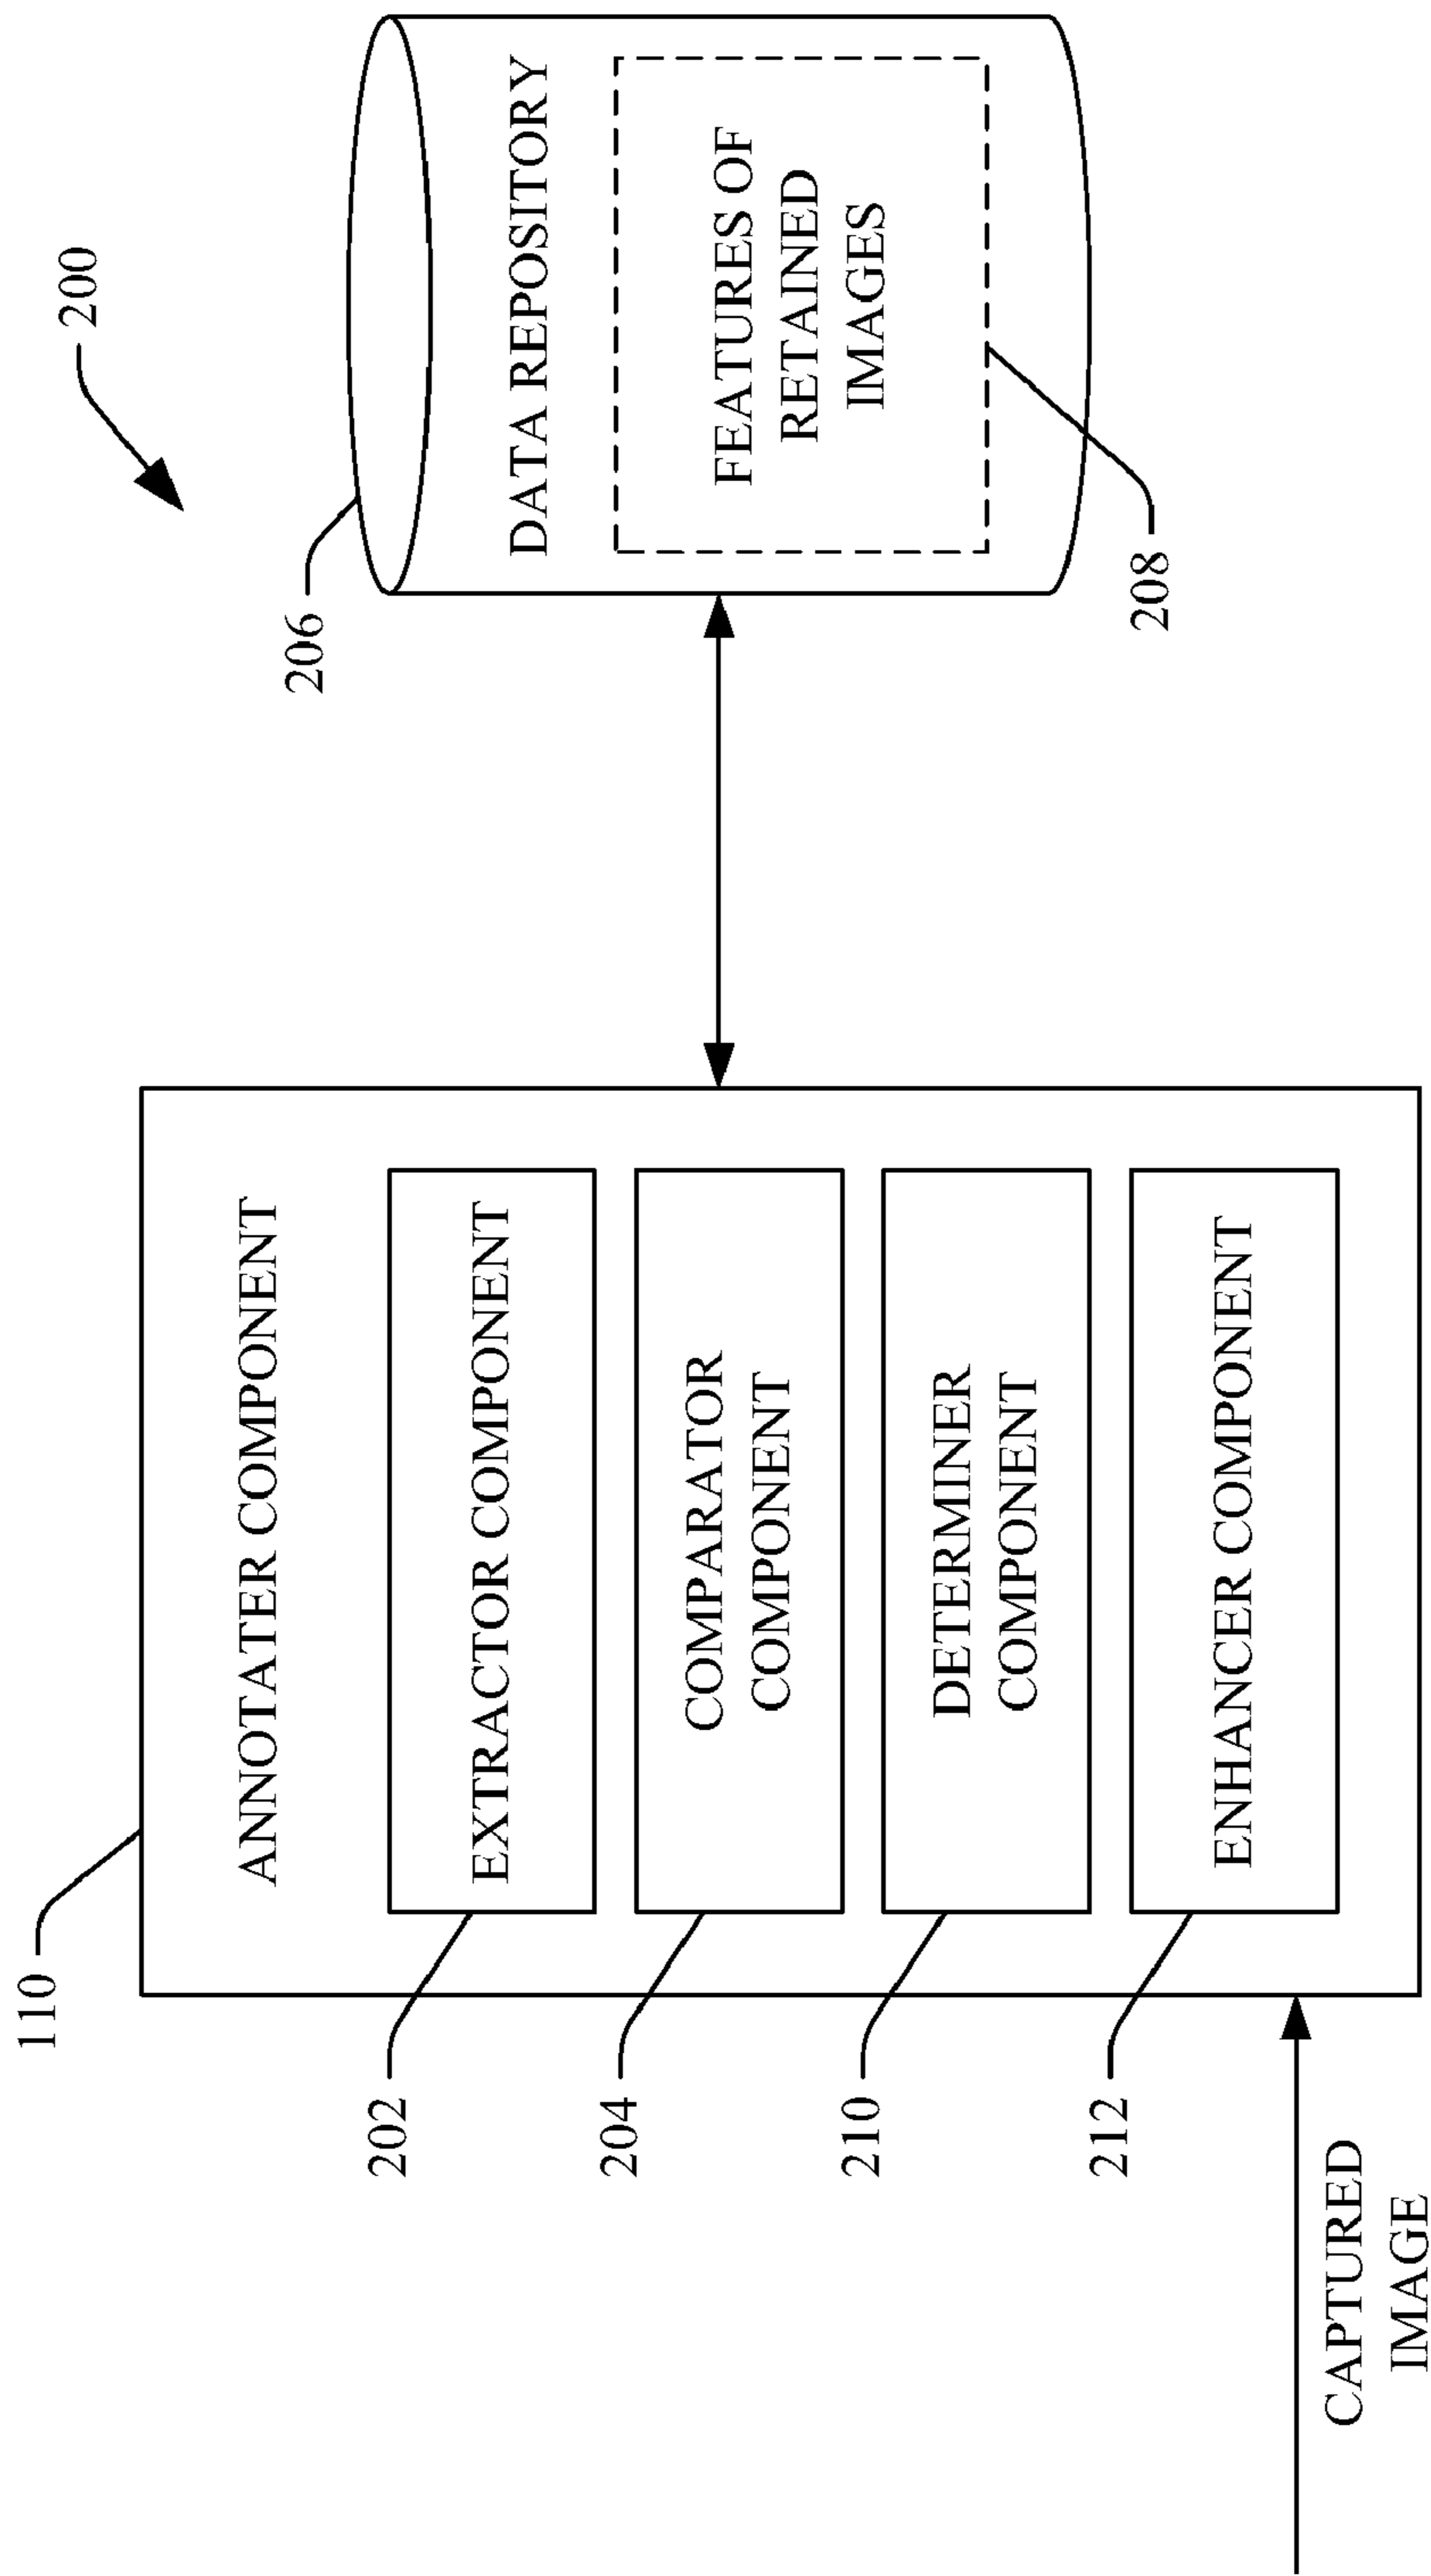 200
110
ANNOTATER COMPONENT
202
EXTRACTOR COMPONENT
204
COMPARATOR
COMPONENT
210
DETERMINER
COMPONENT
212
ENHANCER COMPONENT
CAPTURED
IMAGE
206
DATA REPOSITORY
FEATURES OF
RETAINED
IMAGES
208